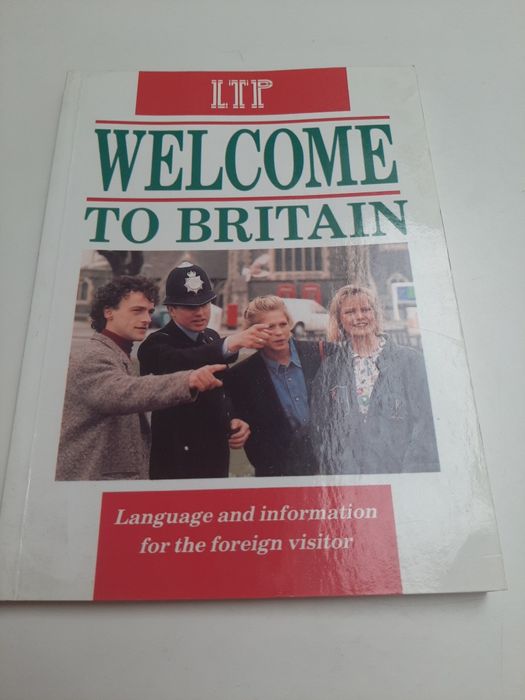 LTP
WELCOME
TO BRITAIN
Language and information
for the foreign visitor